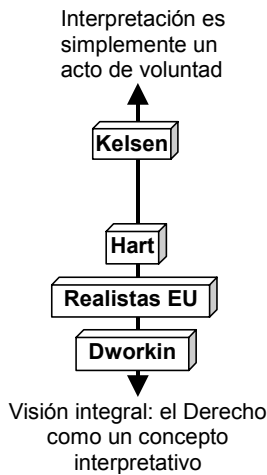 Interpretación es
simplemente un
acto de voluntad
Kelsen
Hart
Realistas EU
Dworkin
Visión integral: el Derecho
como un concepto
interpretativo